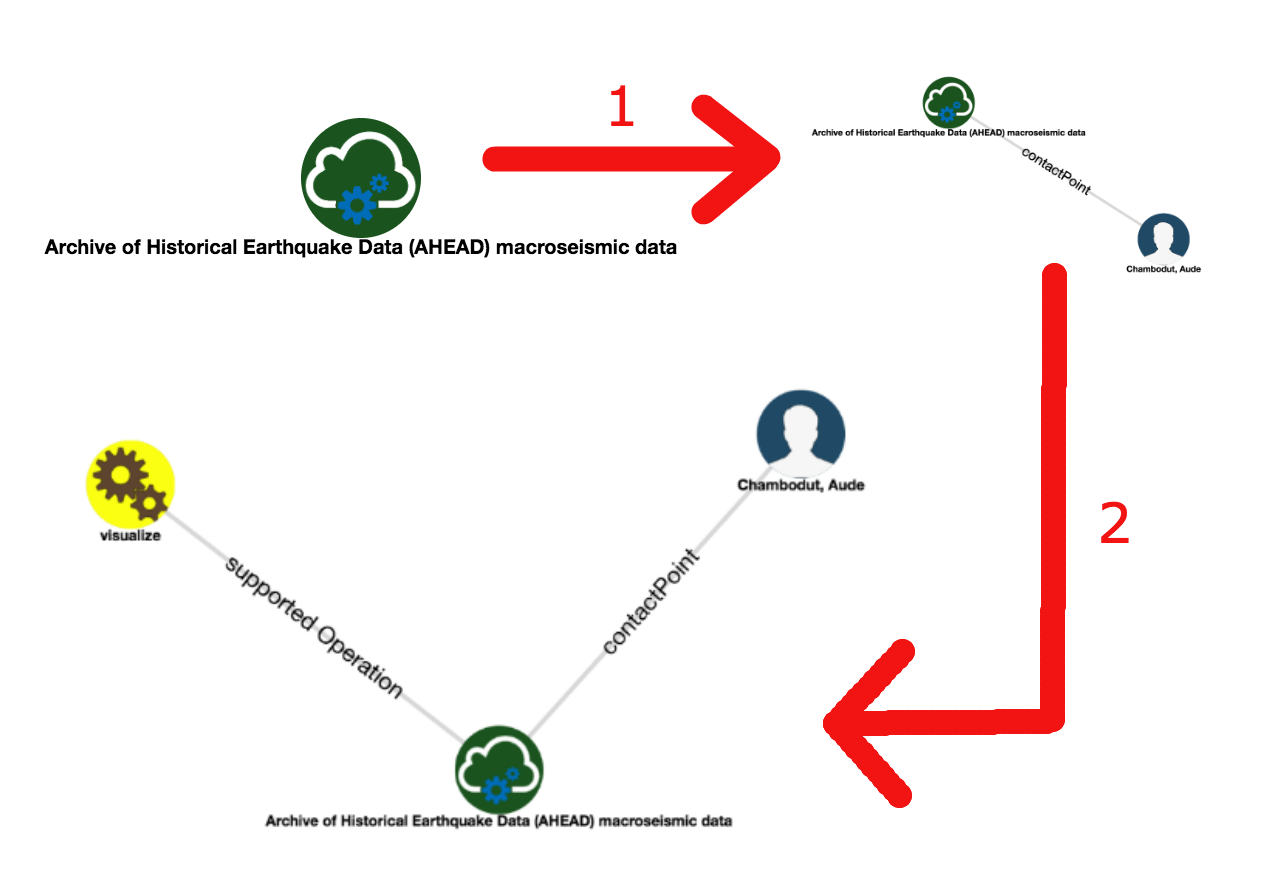 1
Archive of Historical Earthquake Data (AHEAD) macroseismic data
Archive of Historical Earthquake Data (AHEAD) macroseismic data
contactPoint
Chambodut, Aude
2
Chambodut, Aude
visualize
supported Operation
contactPoint
Archive of Historical Earthquake Data (AHEAD) macroseismic data